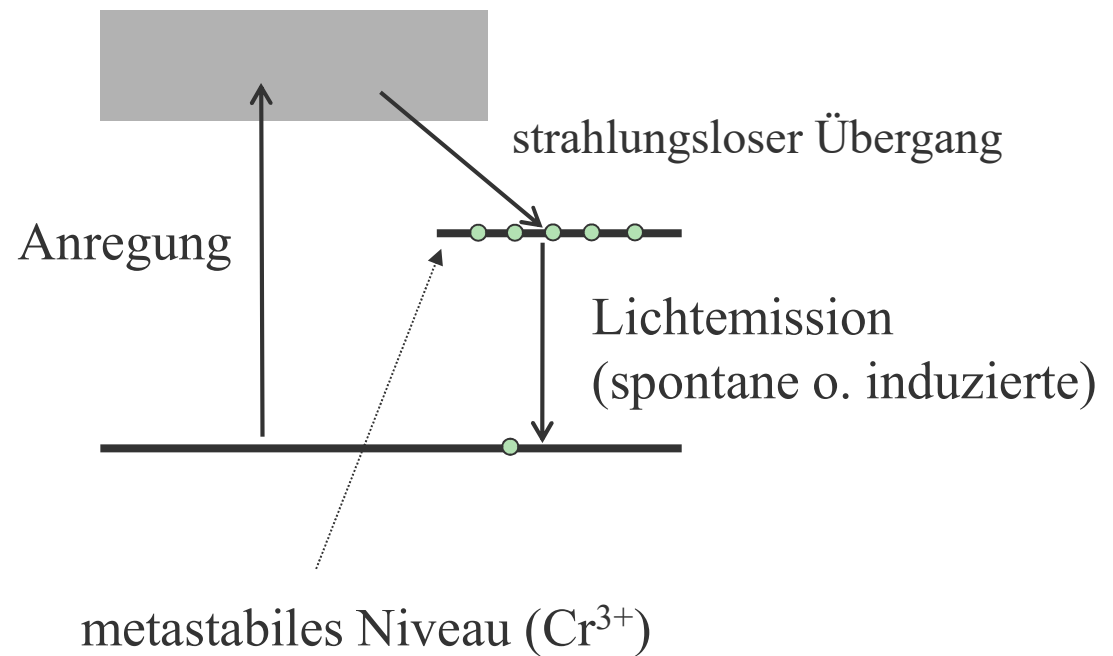 strahlungsloser Übergang
Anregung
Lichtemission
(spontane o. induzierte)
metastabiles Niveau (Cr³⁺)